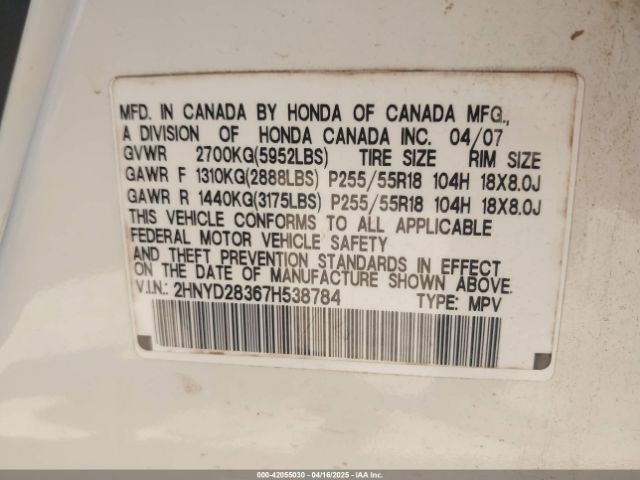 MFD. IN CANADA BY HONDA OF CANADA MFG.,
A DIVISION OF HONDA CANADA INC. 04/07
GVWR 2700KG(5952LBS) TIRE SIZE RIM SIZE
GAWR F 1310KG(2888LBS) P255/55R18 104H 18X8.0J
GAWR R 1440KG(3175LBS) P255/55R18 104H 18X8.0J
THIS VEHICLE CONFORMS TO ALL APPLICABLE
FEDERAL MOTOR VEHICLE SAFETY
AND THEFT PREVENTION STANDARDS IN EFFECT ON
THE DATE OF MANUFACTURE SHOWN ABOVE.
V.I.N.: 2HNYD28367H538784 TYPE: MPV
000-42055030 - 04/16/2025 - IAAI.COM